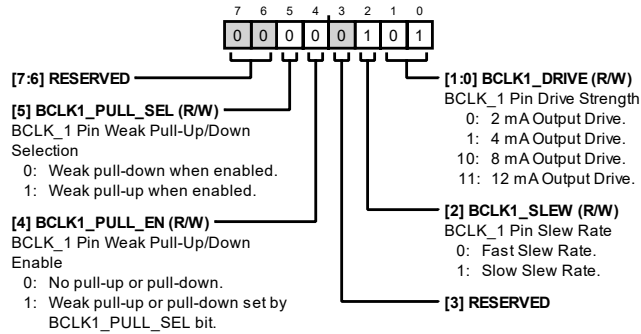 7 6 5 4 3 2 1 0
0 0 0 0 0 1 0 1
[7:6] RESERVED
[5] BCLK1_PULL_SEL (R/W)
BCLK_1 Pin Weak Pull-Up/Down
Selection
0: Weak pull-down when enabled.
1: Weak pull-up when enabled.
[4] BCLK1_PULL_EN (R/W)
BCLK_1 Pin Weak Pull-Up/Down
Enable
0: No pull-up or pull-down.
1: Weak pull-up or pull-down set by
BCLK1_PULL_SEL bit.
[1:0] BCLK1_DRIVE (R/W)
BCLK_1 Pin Drive Strength
0: 2 mA Output Drive.
1: 4 mA Output Drive.
10: 8 mA Output Drive.
11: 12 mA Output Drive.
[2] BCLK1_SLEW (R/W)
BCLK_1 Pin Slew Rate
0: Fast Slew Rate.
1: Slow Slew Rate.
[3] RESERVED